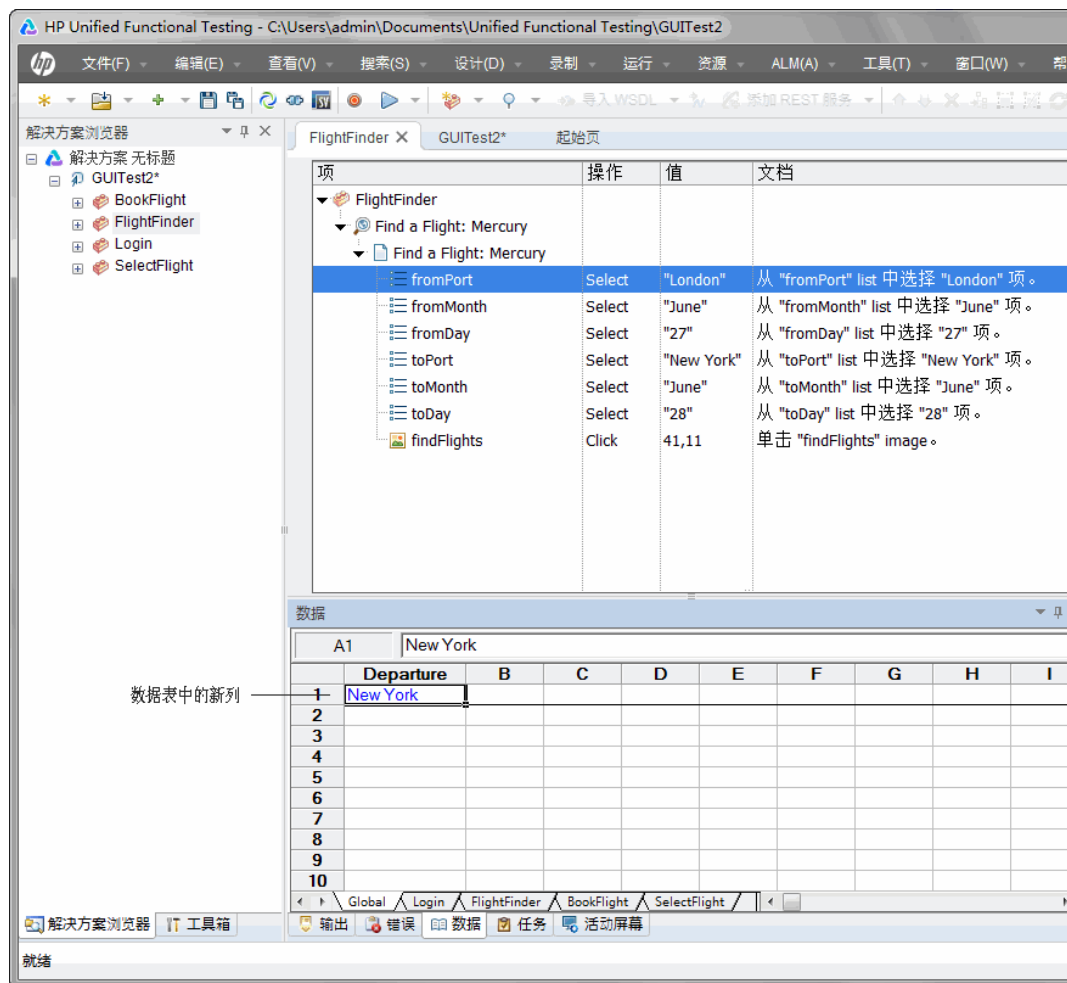 HP Unified Functional Testing - C:\Users\admin\Documents\Unified Functional Testing\GUITest2
hp 文件(F) 编辑(E) 查看(V) 搜索(S) 设计(D) 录制 运行 资源 ALM(A) 工具(T) 窗口(W) 帮
导入 WSDL 添加 REST 服务
解决方案浏览器
FlightFinder GUITest2* 起始页
解决方案 无标题
GUITest2*
BookFlight
FlightFinder
Login
SelectFlight
项 操作 值 文档
FlightFinder
Find a Flight: Mercury
Find a Flight: Mercury
fromPort Select "London" 从 "fromPort" list 中选择 "London" 项。
fromMonth Select "June" 从 "fromMonth" list 中选择 "June" 项。
fromDay Select "27" 从 "fromDay" list 中选择 "27" 项。
toPort Select "New York" 从 "toPort" list 中选择 "New York" 项。
toMonth Select "June" 从 "toMonth" list 中选择 "June" 项。
toDay Select "28" 从 "toDay" list 中选择 "28" 项。
findFlights Click 41,11 单击 "findFlights" image。
数据
A1 New York
Departure B C D E F G H I
数据表中的新列
1 New York
2
3
4
5
6
7
8
9
10
Global Login FlightFinder BookFlight SelectFlight
解决方案浏览器 工具箱 输出 错误 数据 任务 活动屏幕
就绪